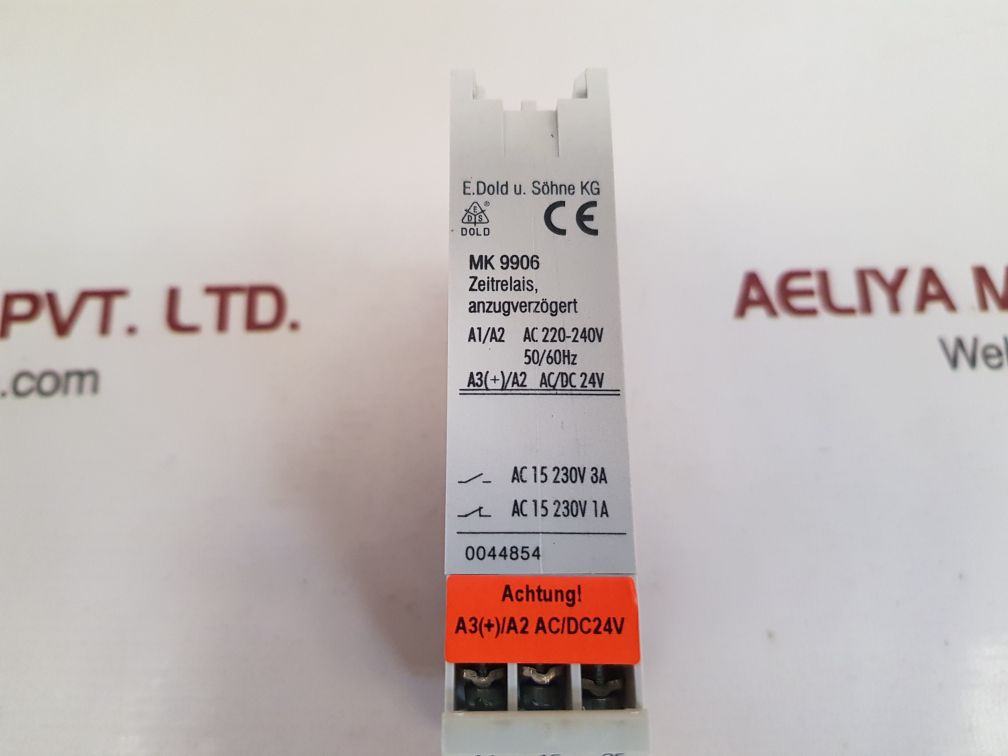 E.Dold u. Söhne KG
E
D S ®
DOLD
CE
MK 9906
Zeitrelais,
anzugverzögert
A1/A2 AC 220-240V
50/60Hz
A3(+)/A2 AC/DC 24V
AC 15 230V 3A
AC 15 230V 1A
0044854
Achtung!
A3(+)/A2 AC/DC24V
PVT. LTD.
.com
AELIYA M
Wel